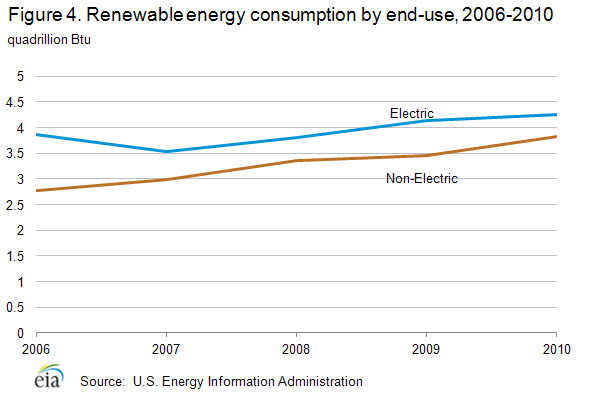 Figure 4. Renewable energy consumption by end-use, 2006-2010
quadrillion Btu
5
4.5
Electric
4
3.5
Non-Electric
3
2.5
2
1.5
1
0.5
0
2006 2007 2008 2009 2010
eia Source: U.S. Energy Information Administration